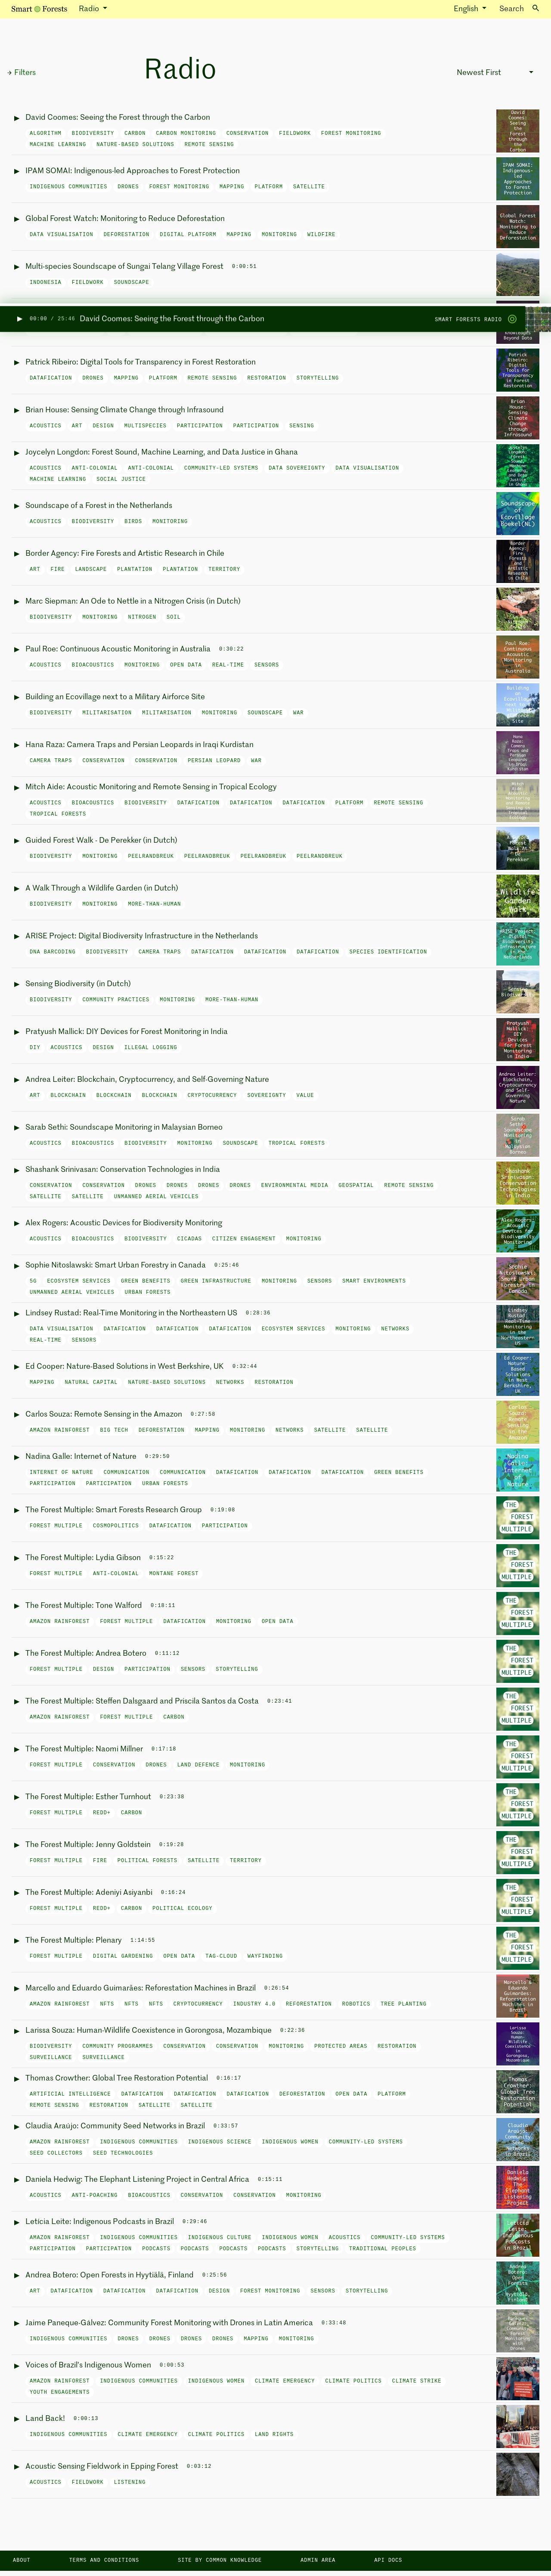 Smart Forests Radio English Search
Filters Radio Newest First
David Coomes: Seeing the Forest through the Carbon
ALGORITHM BIODIVERSITY CARBON CARBON MONITORING CONSERVATION FIELDWORK FOREST MONITORING
MACHINE LEARNING NATURE-BASED SOLUTIONS REMOTE SENSING
IPAM SOMAI: Indigenous-led Approaches to Forest Protection
INDIGENOUS COMMUNITIES DRONES FOREST MONITORING MAPPING PLATFORM SATELLITE
Global Forest Watch: Monitoring to Reduce Deforestation
DATA VISUALISATION DEFORESTATION DIGITAL PLATFORM MAPPING MONITORING WILDFIRE
Multi-species Soundscape of Sungai Telang Village Forest 0:00:51
INDONESIA FIELDWORK SOUNDSCAPE
00:00 / 25:46 David Coomes: Seeing the Forest through the Carbon SMART FORESTS RADIO
Patrick Ribeiro: Digital Tools for Transparency in Forest Restoration
DATAFICATION DRONES MAPPING PLATFORM REMOTE SENSING RESTORATION STORYTELLING
Brian House: Sensing Climate Change through Infrasound
ACOUSTICS ART DESIGN MULTISPECIES PARTICIPATION PARTICIPATION SENSING
Joycelyn Longdon: Forest Sound, Machine Learning, and Data Justice in Ghana
ACOUSTICS ANTI-COLONIAL ANTI-COLONIAL COMMUNITY-LED SYSTEMS DATA SOVEREIGNTY DATA VISUALISATION
MACHINE LEARNING SOCIAL JUSTICE
Soundscape of a Forest in the Netherlands
ACOUSTICS BIODIVERSITY BIRDS MONITORING
Border Agency: Fire Forests and Artistic Research in Chile
ART FIRE LANDSCAPE PLANTATION PLANTATION TERRITORY
Marc Siepman: An Ode to Nettle in a Nitrogen Crisis (in Dutch)
BIODIVERSITY MONITORING NITROGEN SOIL
Paul Roe: Continuous Acoustic Monitoring in Australia 0:30:22
ACOUSTICS BIOACOUSTICS MONITORING OPEN DATA REAL-TIME SENSORS
Building an Ecovillage next to a Military Airforce Site
BIODIVERSITY MILITARISATION MILITARISATION MONITORING SOUNDSCAPE WAR
Hana Raza: Camera Traps and Persian Leopards in Iraqi Kurdistan
CAMERA TRAPS CONSERVATION CONSERVATION PERSIAN LEOPARD WAR
Mitch Aide: Acoustic Monitoring and Remote Sensing in Tropical Ecology
ACOUSTICS BIOACOUSTICS BIODIVERSITY DATAFICATION DATAFICATION DATAFICATION PLATFORM REMOTE SENSING
TROPICAL FORESTS
Guided Forest Walk - De Perekker (in Dutch)
BIODIVERSITY MONITORING PEELRANDBREUK PEELRANDBREUK PEELRANDBREUK PEELRANDBREUK
A Walk Through a Wildlife Garden (in Dutch)
BIODIVERSITY MONITORING MORE-THAN-HUMAN
ARISE Project: Digital Biodiversity Infrastructure in the Netherlands
DNA BARCODING BIODIVERSITY CAMERA TRAPS DATAFICATION DATAFICATION DATAFICATION SPECIES IDENTIFICATION
Sensing Biodiversity (in Dutch)
BIODIVERSITY COMMUNITY PRACTICES MONITORING MORE-THAN-HUMAN
Pratyush Mallick: DIY Devices for Forest Monitoring in India
DIY ACOUSTICS DESIGN ILLEGAL LOGGING
Andrea Leiter: Blockchain, Cryptocurrency, and Self-Governing Nature
ART BLOCKCHAIN BLOCKCHAIN BLOCKCHAIN CRYPTOCURRENCY SOVEREIGNTY VALUE
Sarab Sethi: Soundscape Monitoring in Malaysian Borneo
ACOUSTICS BIOACOUSTICS BIODIVERSITY MONITORING SOUNDSCAPE TROPICAL FORESTS
Shashank Srinivasan: Conservation Technologies in India
CONSERVATION CONSERVATION DRONES DRONES DRONES DRONES ENVIRONMENTAL MEDIA GEOSPATIAL REMOTE SENSING
SATELLITE SATELLITE UNMANNED AERIAL VEHICLES
Alex Rogers: Acoustic Devices for Biodiversity Monitoring
ACOUSTICS BIOACOUSTICS BIODIVERSITY CICADAS CITIZEN ENGAGEMENT MONITORING
Sophie Nitoslawski: Smart Urban Forestry in Canada 0:25:46
5G ECOSYSTEM SERVICES GREEN BENEFITS GREEN INFRASTRUCTURE MONITORING SENSORS SMART ENVIRONMENTS
UNMANNED AERIAL VEHICLES URBAN FORESTS
Lindsey Rustad: Real-Time Monitoring in the Northeastern US 0:28:36
DATA VISUALISATION DATAFICATION DATAFICATION DATAFICATION ECOSYSTEM SERVICES MONITORING NETWORKS
REAL-TIME SENSORS
Ed Cooper: Nature-Based Solutions in West Berkshire, UK 0:32:44
MAPPING NATURAL CAPITAL NATURE-BASED SOLUTIONS NETWORKS RESTORATION
Carlos Souza: Remote Sensing in the Amazon 0:27:58
AMAZON RAINFOREST BIG TECH DEFORESTATION MAPPING MONITORING NETWORKS SATELLITE SATELLITE
Nadina Galle: Internet of Nature 0:29:50
INTERNET OF NATURE COMMUNICATION COMMUNICATION DATAFICATION DATAFICATION DATAFICATION GREEN BENEFITS
PARTICIPATION PARTICIPATION URBAN FORESTS
The Forest Multiple: Smart Forests Research Group 0:19:08
FOREST MULTIPLE COSMOPOLITICS DATAFICATION PARTICIPATION
The Forest Multiple: Lydia Gibson 0:15:22
FOREST MULTIPLE ANTI-COLONIAL MONTANE FOREST
The Forest Multiple: Tone Walford 0:18:11
AMAZON RAINFOREST FOREST MULTIPLE DATAFICATION MONITORING OPEN DATA
The Forest Multiple: Andrea Botero 0:11:12
FOREST MULTIPLE DESIGN PARTICIPATION SENSORS STORYTELLING
The Forest Multiple: Steffen Dalsgaard and Priscila Santos da Costa 0:23:41
AMAZON RAINFOREST FOREST MULTIPLE CARBON
The Forest Multiple: Naomi Millner 0:17:18
FOREST MULTIPLE CONSERVATION DRONES LAND DEFENCE MONITORING
The Forest Multiple: Esther Turnhout 0:23:38
FOREST MULTIPLE REDD+ CARBON
The Forest Multiple: Jenny Goldstein 0:19:28
FOREST MULTIPLE FIRE POLITICAL FORESTS SATELLITE TERRITORY
The Forest Multiple: Adeniyi Asiyanbi 0:16:24
FOREST MULTIPLE REDD+ CARBON POLITICAL ECOLOGY
The Forest Multiple: Plenary 1:14:55
FOREST MULTIPLE DIGITAL GARDENING OPEN DATA TAG-CLOUD WAYFINDING
Marcello and Eduardo Guimarães: Reforestation Machines in Brazil 0:26:54
AMAZON RAINFOREST NFTS NFTS NFTS CRYPTOCURRENCY INDUSTRY 4.0 REFORESTATION ROBOTICS TREE PLANTING
Larissa Souza: Human-Wildlife Coexistence in Gorongosa, Mozambique 0:22:36
BIODIVERSITY COMMUNITY PROGRAMMES CONSERVATION CONSERVATION MONITORING PROTECTED AREAS RESTORATION
SURVEILLANCE SURVEILLANCE
Thomas Crowther: Global Tree Restoration Potential 0:16:17
ARTIFICIAL INTELLIGENCE DATAFICATION DATAFICATION DATAFICATION DEFORESTATION OPEN DATA PLATFORM
REMOTE SENSING RESTORATION SATELLITE SATELLITE
Claudia Araújo: Community Seed Networks in Brazil 0:33:57
AMAZON RAINFOREST INDIGENOUS COMMUNITIES INDIGENOUS SCIENCE INDIGENOUS WOMEN COMMUNITY-LED SYSTEMS
SEED COLLECTORS SEED TECHNOLOGIES
Daniela Hedwig: The Elephant Listening Project in Central Africa 0:15:11
ACOUSTICS ANTI-POACHING BIOACOUSTICS CONSERVATION CONSERVATION MONITORING
Letícia Leite: Indigenous Podcasts in Brazil 0:29:46
AMAZON RAINFOREST INDIGENOUS COMMUNITIES INDIGENOUS CULTURE INDIGENOUS WOMEN ACOUSTICS COMMUNITY-LED SYSTEMS
PARTICIPATION PARTICIPATION PODCASTS PODCASTS PODCASTS PODCASTS STORYTELLING TRADITIONAL PEOPLES
Andrea Botero: Open Forests in Hyytiälä, Finland 0:25:56
ART DATAFICATION DATAFICATION DATAFICATION DESIGN FOREST MONITORING SENSORS STORYTELLING
Jaime Paneque-Gálvez: Community Forest Monitoring with Drones in Latin America 0:33:48
INDIGENOUS COMMUNITIES DRONES DRONES DRONES DRONES MAPPING MONITORING
Voices of Brazil's Indigenous Women 0:00:53
AMAZON RAINFOREST INDIGENOUS COMMUNITIES INDIGENOUS WOMEN CLIMATE EMERGENCY CLIMATE POLITICS CLIMATE STRIKE
YOUTH ENGAGEMENTS
Land Back! 0:00:13
INDIGENOUS COMMUNITIES CLIMATE EMERGENCY CLIMATE POLITICS LAND RIGHTS
Acoustic Sensing Fieldwork in Epping Forest 0:03:12
ACOUSTICS FIELDWORK LISTENING
ABOUT TERMS AND CONDITIONS SITE BY COMMON KNOWLEDGE ADMIN AREA API DOCS